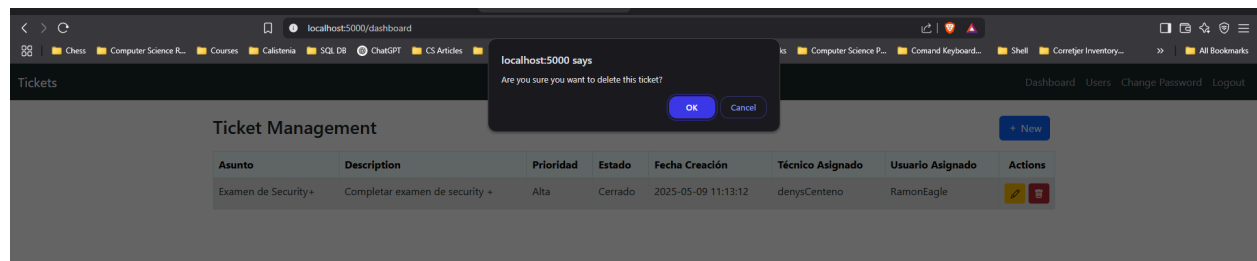 localhost:5000/dashboard
Chess Computer Science R... Courses Calistenia SQL DB ChatGPT CS Articles Computer Science P... Comand Keyboard... Shell Corretjer Inventory... » All Bookmarks
localhost:5000 says
Are you sure you want to delete this ticket?
OK Cancel
Tickets Dashboard Users Change Password Logout
Ticket Management + New
Asunto Description Prioridad Estado Fecha Creación Técnico Asignado Usuario Asignado Actions
Examen de Security+ Completar examen de security + Alta Cerrado 2025-05-09 11:13:12 denysCenteno RamonEagle